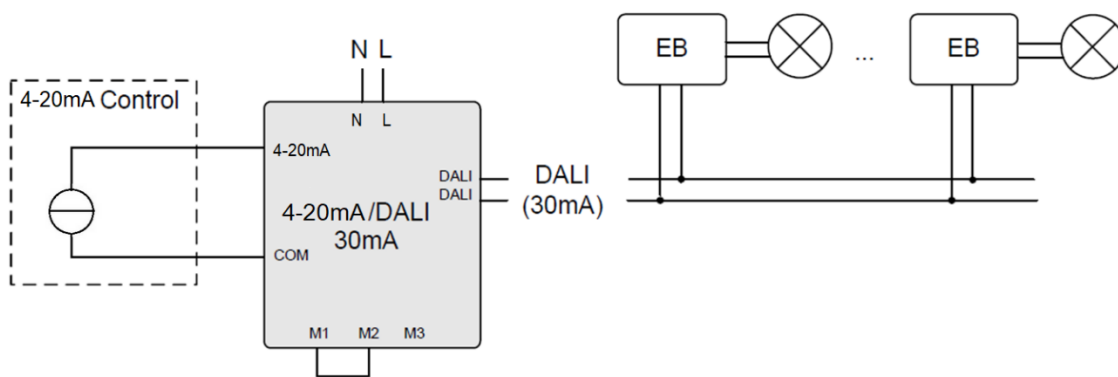 EB
...
EB
N L
4-20mA Control
N L
4-20mA
DALI
DALI
DALI
(30mA)
4-20mA/DALI
30mA
COM
M1 M2 M3